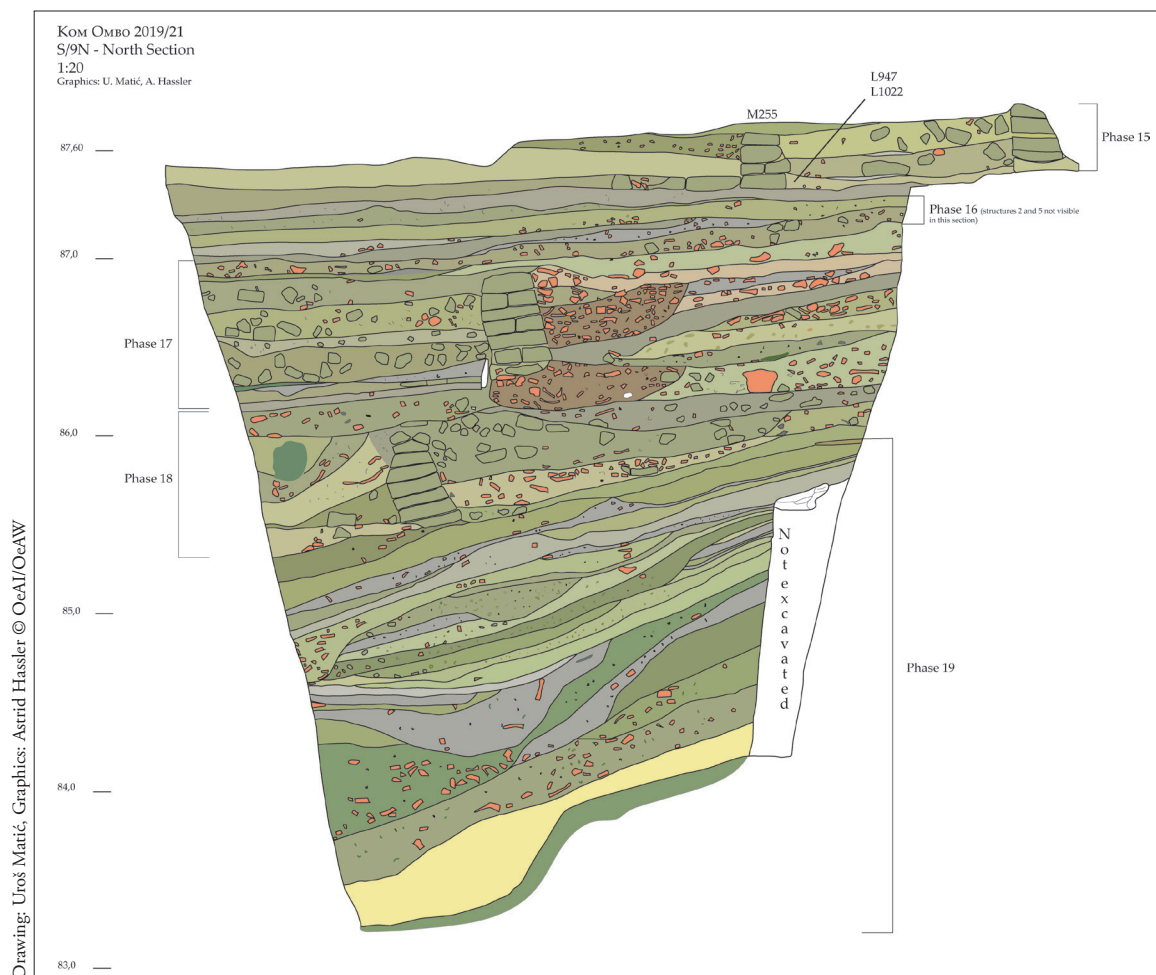 Kom Ombo 2019/21
S/9N - North Section
1:20
Graphics: U. Matić, A. Hassler
L947
L1022
M255
Phase 15
87,60
Phase 16 (structures 2 and 5 not visible
in this section)
87,0
Phase 17
86,0
Phase 18
Not excavated
85,0
Phase 19
84,0
83,0
Drawing: Uroš Matić, Graphics: Astrid Hassler © OeAI/OeAW